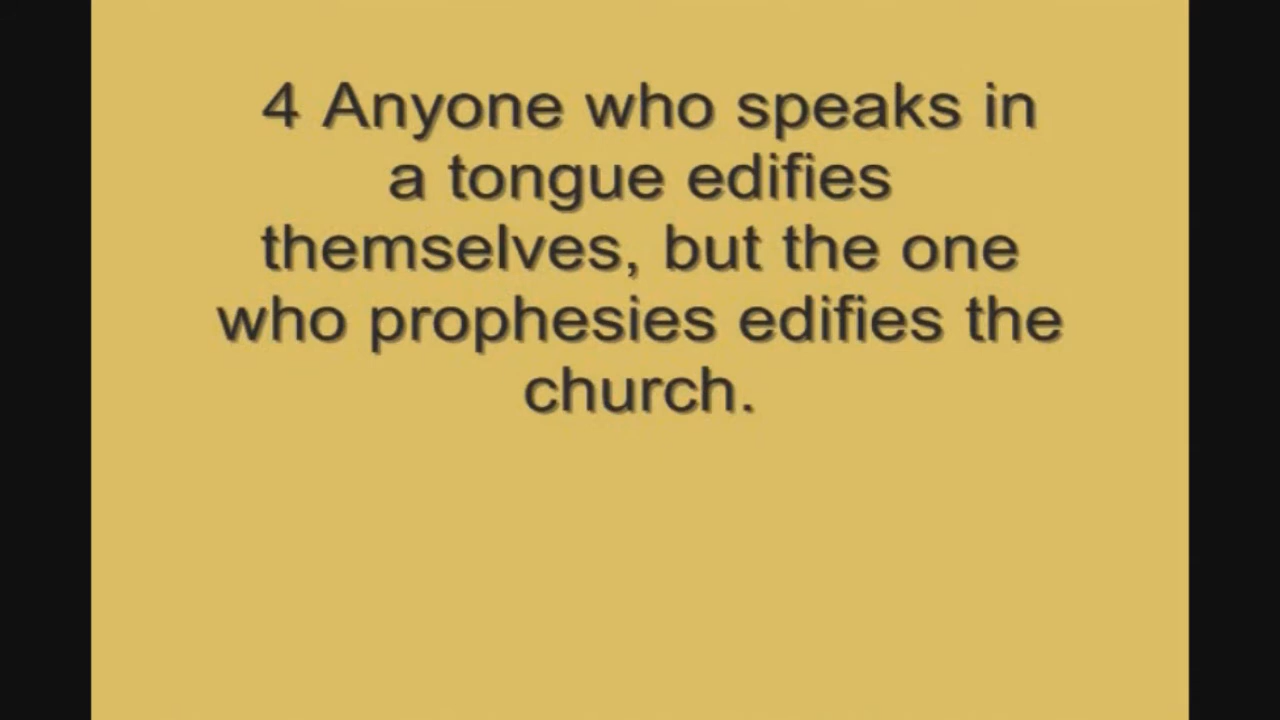 4 Anyone who speaks in
a tongue edifies
themselves, but the one
who prophesies edifies the
church.